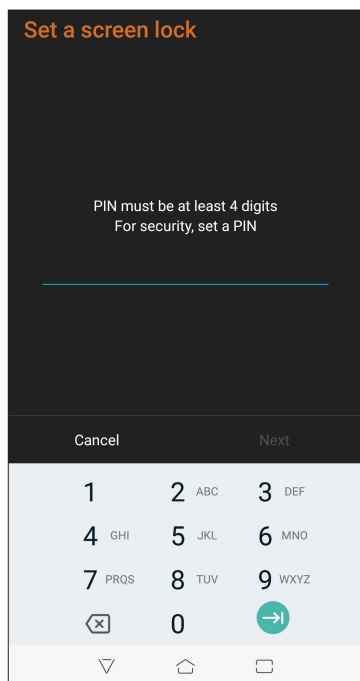 Set a screen lock
PIN must be at least 4 digits
For security, set a PIN
Cancel Next
1 2 ABC 3 DEF
4 GHI 5 JKL 6 MNO
7 PRQS 8 TUV 9 WXYZ
0